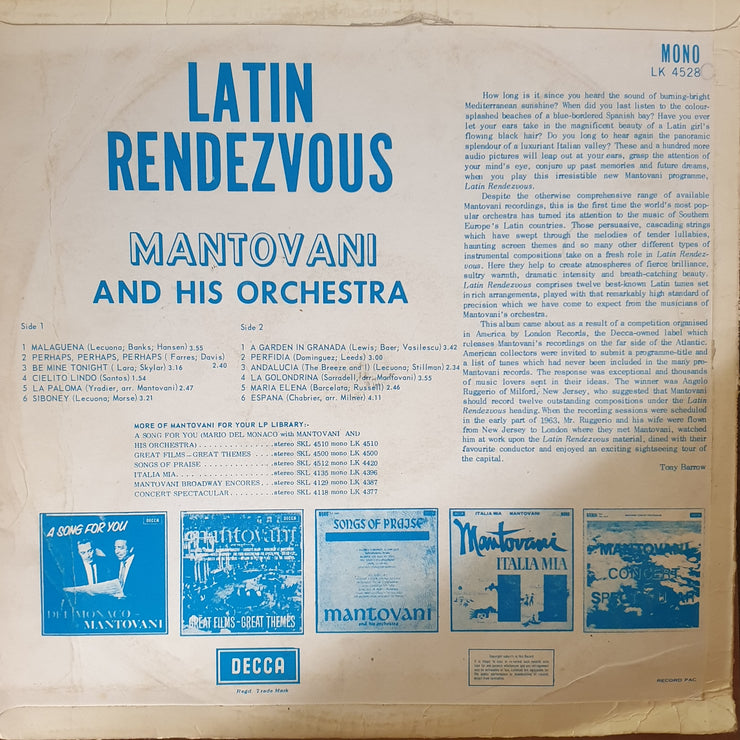 MONO
LK 4528
LATIN
RENDEZVOUS
MANTOVANI
AND HIS ORCHESTRA
Side 1
1 MALAGUENA (Lecuona; Banks; Hansen) 3.55
2 PERHAPS, PERHAPS, PERHAPS (Farres; Davis) 2.40
3 BE MINE TONIGHT (Lara; Skylar) 3.16
4 CIELITO LINDO (Santos) 1.54
5 LA PALOMA (Yradier, arr. Mantovani) 2.47
6 SIBONEY (Lecuona; Morse) 3.21
Side 2
1 A GARDEN IN GRANADA (Lewis; Baer; Vasilescu) 3.42
2 PERFIDIA (Dominguez; Leeds) 3.00
3 ANDALUCIA (The Breeze and I) (Lecuona; Stillman) 2.34
4 LA GOLONDRINA (Serradell, arr. Mantovani) 3.55
5 MARIA ELENA (Barcelata; Russell) 2.46
6 ESPANA (Chabrier, arr. Milner) 4.11
How long is it since you heard the sound of burning-bright
Mediterranean sunshine? When did you last listen to the colour-
splashed beaches of a blue-bordered Spanish bay? Have you ever
let your ears take in the magnificent beauty of a Latin girl's
flowing black hair? Do you long to hear again the panoramic
splendour of a luxuriant Italian valley? These and a hundred more
audio pictures will leap out at your ears, grasp the attention of
your mind's eye, conjure up past memories and future dreams,
when you play this irresistible new Mantovani programme,
Latin Rendezvous.
Despite the otherwise comprehensive range of available
Mantovani recordings, this is the first time the world's most pop-
ular orchestra has turned its attention to the music of Southern
Europe's Latin countries. Those persuasive, cascading strings
which have swept through the melodies of tender lullabies,
haunting screen themes and so many other different types of
instrumental compositions take on a fresh role in Latin Rendez-
vous. Here they help to create atmospheres of fierce brilliance,
sultry warmth, dramatic intensity and breath-catching beauty.
Latin Rendezvous comprises twelve best-known Latin tunes set
in rich arrangements, played with that remarkably high standard of
precision which we have come to expect from the musicians of
Mantovani's orchestra.
This album came about as a result of a competition organised
in America by London Records, the Decca-owned label which
releases Mantovani's recordings on the far side of the Atlantic.
American collectors were invited to submit a programme-title and
a list of tunes which had never been included in the many pre-
Mantovani records. The response was exceptional and thousands
of music lovers sent in their ideas. The winner was Angelo
Ruggerio of Milford, New Jersey, who suggested that Mantovani
should record twelve outstanding compositions under the Latin
Rendezvous heading. When the recording sessions were scheduled
in the early part of 1963, Mr. Ruggerio and his wife were flown
from New Jersey to London where they met Mantovani, watched
him at work upon the Latin Rendezvous material, dined with their
favourite conductor and enjoyed an exciting sightseeing tour of
the capital.
Tony Barrow
MORE OF MANTOVANI FOR YOUR LP LIBRARY:-
A SONG FOR YOU (MARIO DEL MONACO with MANTOVANI AND
HIS ORCHESTRA) stereo SKL 4510 mono LK 4510
GREAT FILMS – GREAT THEMES stereo SKL 4500 mono LK 4500
SONGS OF PRAISE stereo SKL 4512 mono LK 4420
ITALIA MIA stereo SKL 4135 mono LK 4396
MANTOVANI BROADWAY ENCORES stereo SKL 4129 mono LK 4387
CONCERT SPECTACULAR stereo SKL 4118 mono LK 4377
A SONG FOR YOU
DECCA
DEL MONACO –
MANTOVANI
mantovani
GREAT FILMS – GREAT THEMES
SONGS OF PRAISE
mantovani
and his orchestra
ITALIA MIA MANTOVANI
Mantovani
ITALIA MIA
MANTOVANI
CONCERT
DECCA
Regd. Trade Mark
RECORD PAC